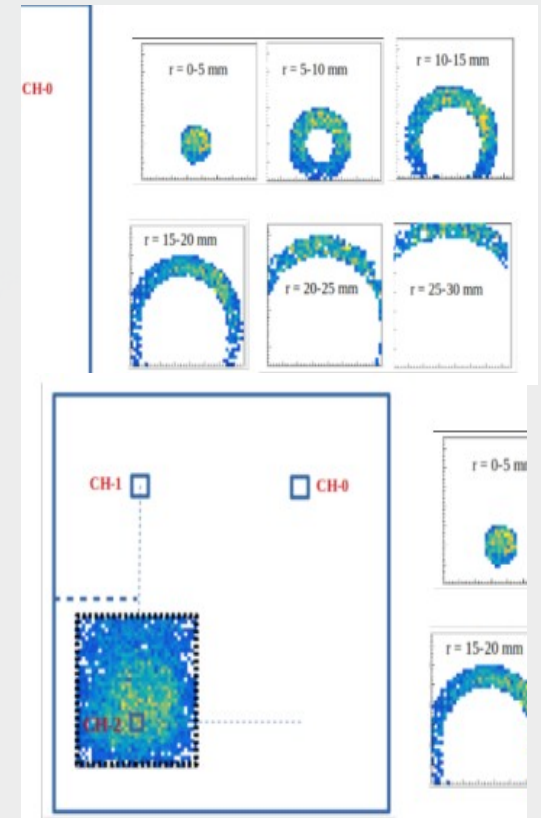 CH-0
r = 0-5 mm
r = 5-10 mm
r = 10-15 mm
r = 15-20 mm
r = 20-25 mm
r = 25-30 mm
CH-1
CH-0
r = 0-5 m
r = 15-20 mm
CH-2